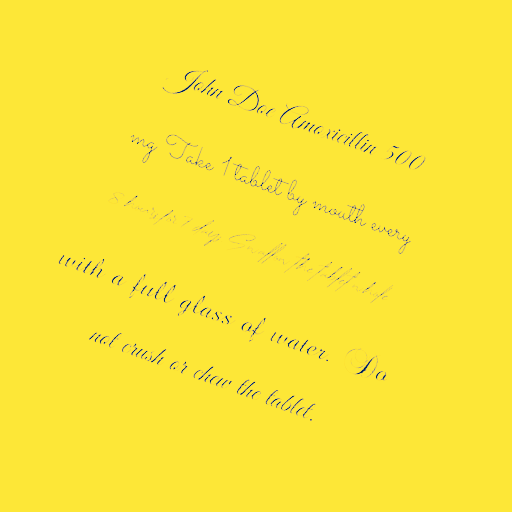 John Doe Amoxicillin 500
mg Take 1 tablet by mouth every
with a full glass of water. Do
not crush or chew the tablet.